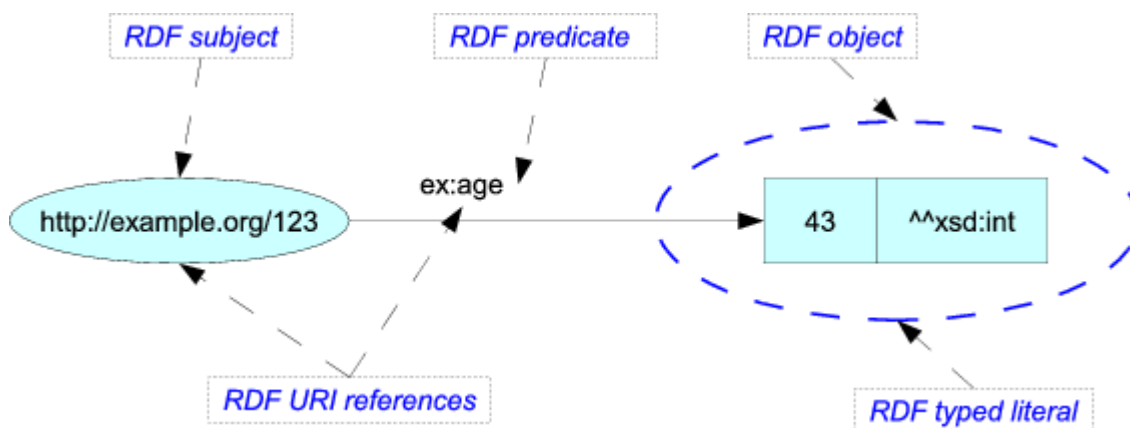 RDF subject
RDF predicate
RDF object
ex:age
http://example.org/123
43
^^xsd:int
RDF URI references
RDF typed literal